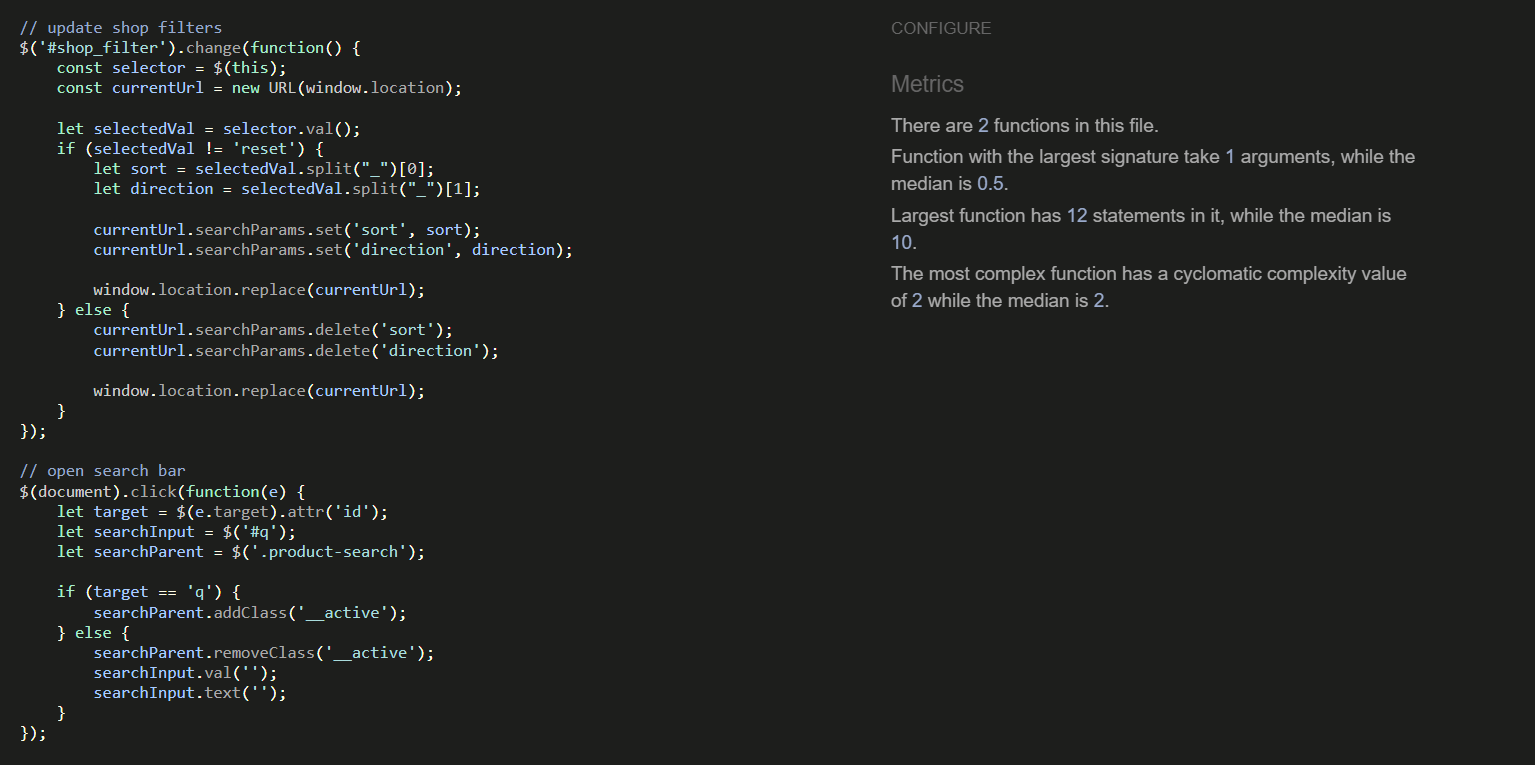 // update shop filters
$('#shop_filter').change(function() {
    const selector = $(this);
    const currentUrl = new URL(window.location);

    let selectedVal = selector.val();
    if (selectedVal != 'reset') {
        let sort = selectedVal.split("_")[0];
        let direction = selectedVal.split("_")[1];

        currentUrl.searchParams.set('sort', sort);
        currentUrl.searchParams.set('direction', direction);

        window.location.replace(currentUrl);
    } else {
        currentUrl.searchParams.delete('sort');
        currentUrl.searchParams.delete('direction');

        window.location.replace(currentUrl);
    }
});

// open search bar
$(document).click(function(e) {
    let target = $(e.target).attr('id');
    let searchInput = $('#q');
    let searchParent = $('.product-search');

    if (target == 'q') {
        searchParent.addClass('__active');
    } else {
        searchParent.removeClass('__active');
        searchInput.val('');
        searchInput.text('');
    }
});
CONFIGURE
Metrics
There are 2 functions in this file.
Function with the largest signature take 1 arguments, while the
median is 0.5.
Largest function has 12 statements in it, while the median is
10.
The most complex function has a cyclomatic complexity value
of 2 while the median is 2.